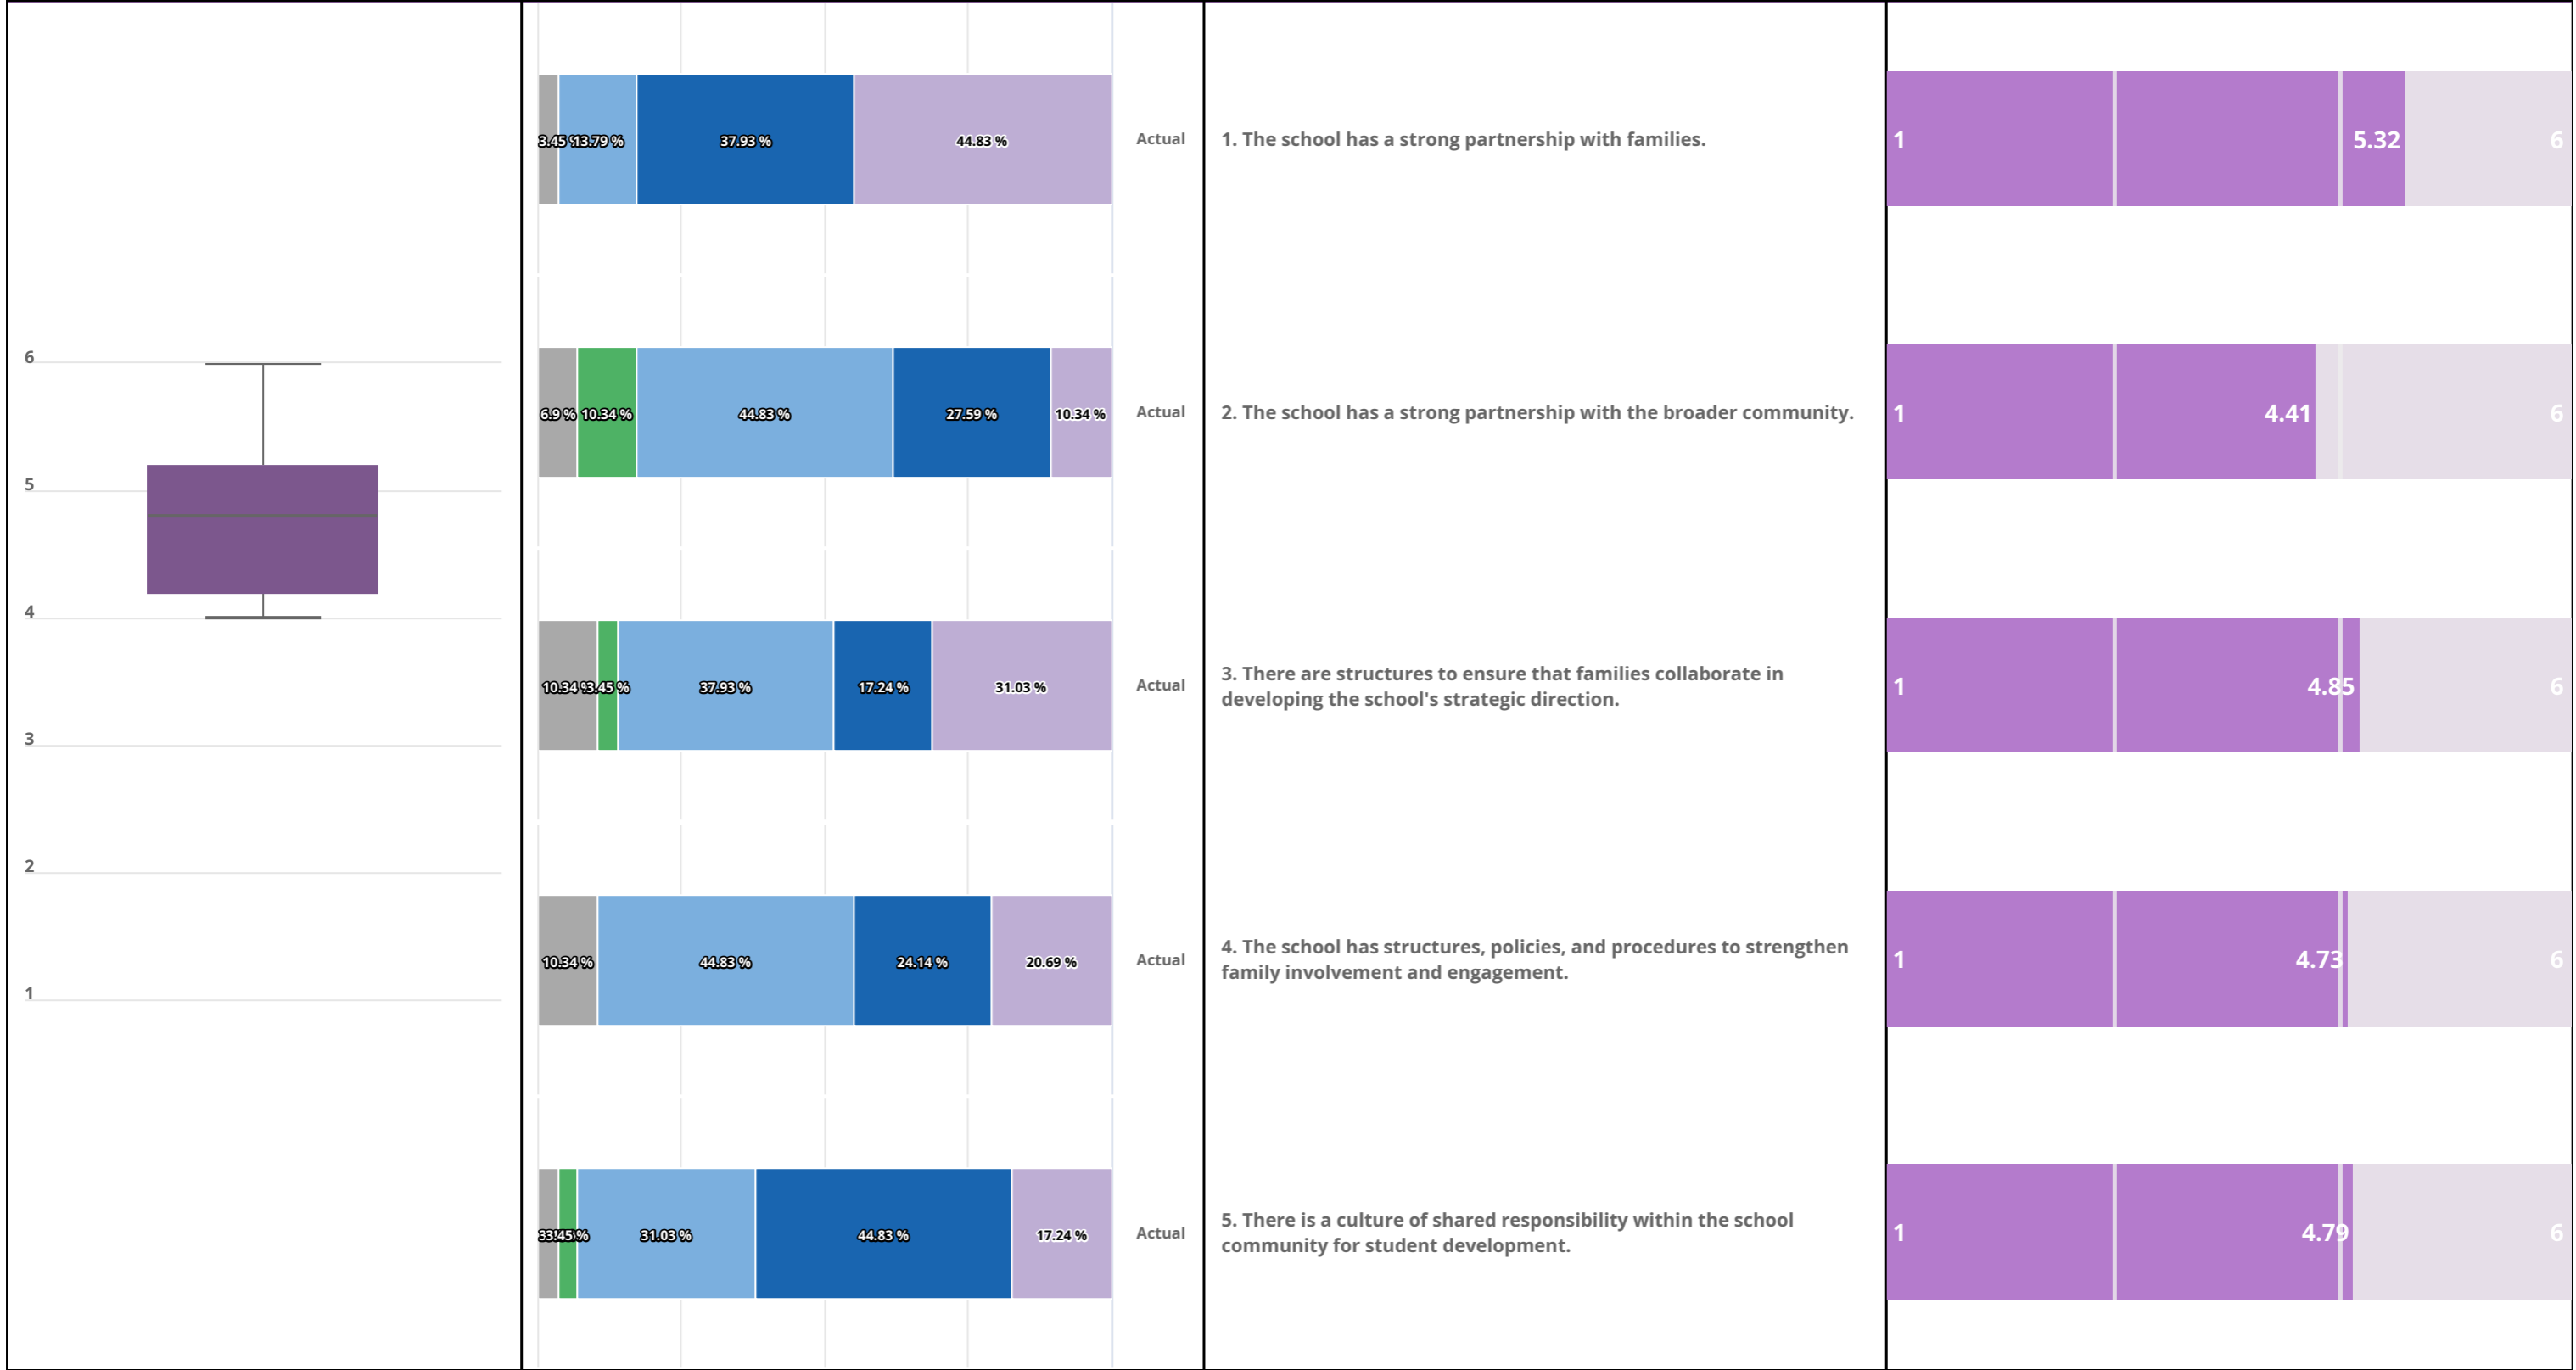 6
5
4
3
2
1
3.45 % 13.79 % 37.93 % 44.83 % Actual
1. The school has a strong partnership with families.
1 5.32 6
6.9 % 10.34 % 44.83 % 27.59 % 10.34 % Actual
2. The school has a strong partnership with the broader community.
1 4.41 6
10.34 % 3.45 % 37.93 % 17.24 % 31.03 % Actual
3. There are structures to ensure that families collaborate in
developing the school's strategic direction.
1 4.85 6
10.34 % 44.83 % 24.14 % 20.69 % Actual
4. The school has structures, policies, and procedures to strengthen
family involvement and engagement.
1 4.73 6
3.45 % 31.03 % 44.83 % 17.24 % Actual
5. There is a culture of shared responsibility within the school
community for student development.
1 4.79 6